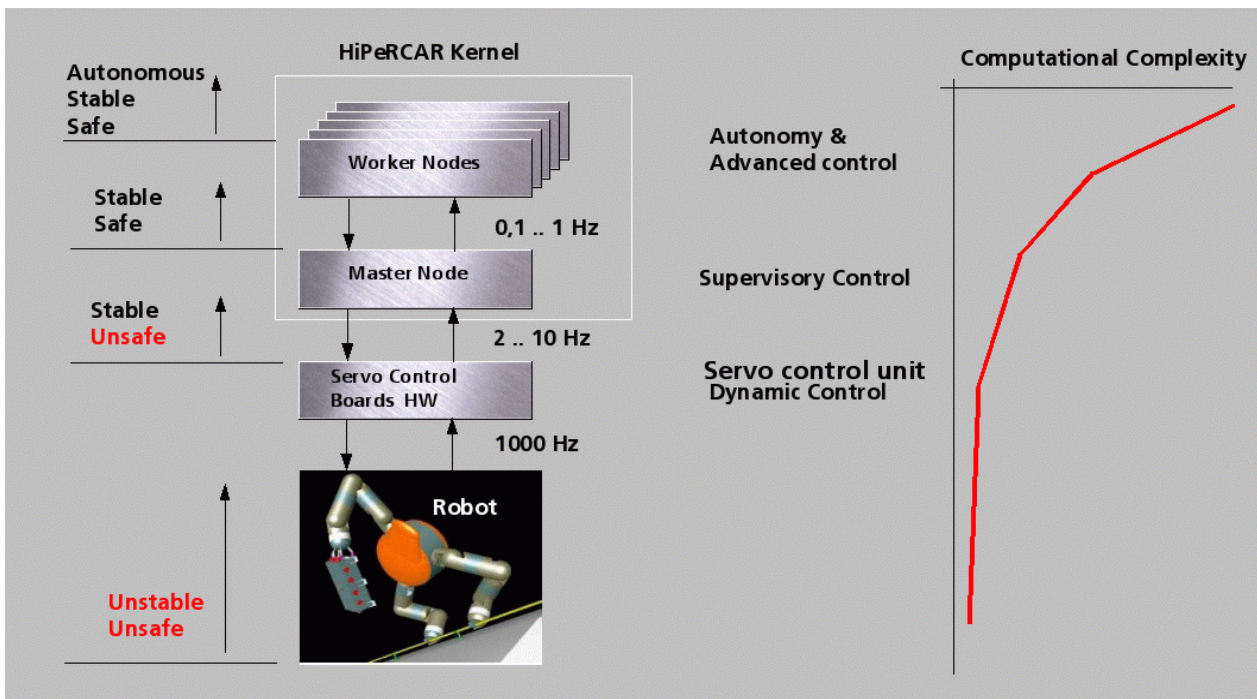 HiPeRCAR Kernel
Computational Complexity
Autonomous
Stable
Safe
Worker Nodes
Autonomy &
Advanced control
Stable
Safe
0,1 .. 1 Hz
Master Node
Supervisory Control
Stable
Unsafe
2 .. 10 Hz
Servo Control
Boards HW
Servo control unit
Dynamic Control
1000 Hz
Robot
Unstable
Unsafe